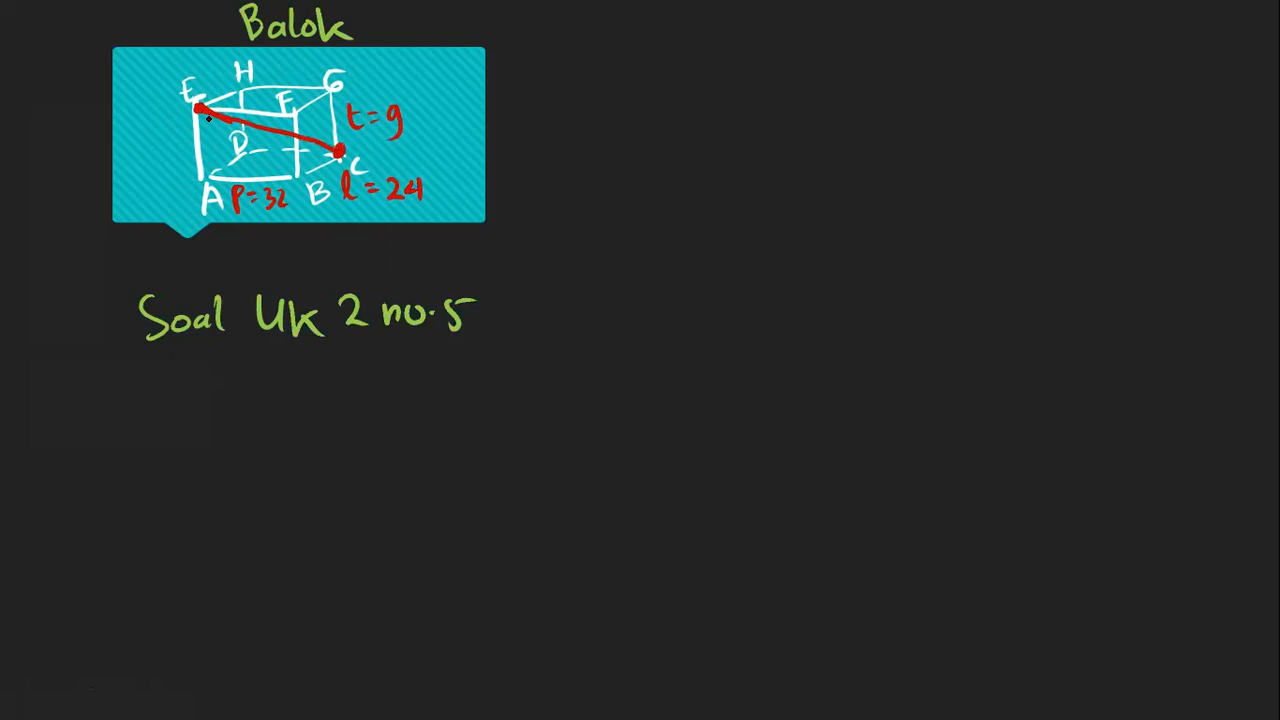 Balok
E H G
F
t = 9
D
C
A p = 32 B l = 24
Soal Uk 2 no. 5